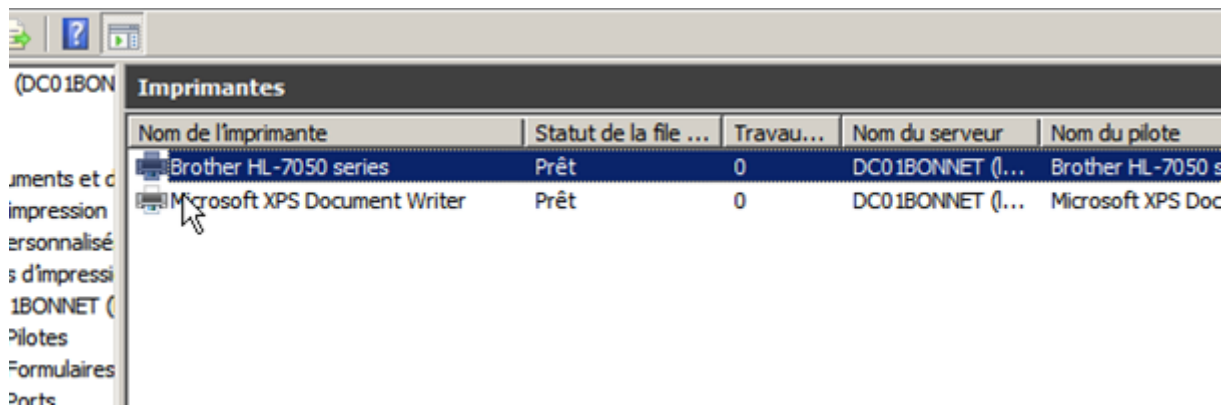 (DC01BON
Imprimantes
Nom de l'imprimante Statut de la file ... Travau... Nom du serveur Nom du pilote
Brother HL-7050 series Prêt 0 DC01BONNET (l... Brother HL-7050 s
Microsoft XPS Document Writer Prêt 0 DC01BONNET (l... Microsoft XPS Doc
uments et d
impression
ersonnalisé
s d'impressi
1BONNET (
Pilotes
Formulaires
Ports